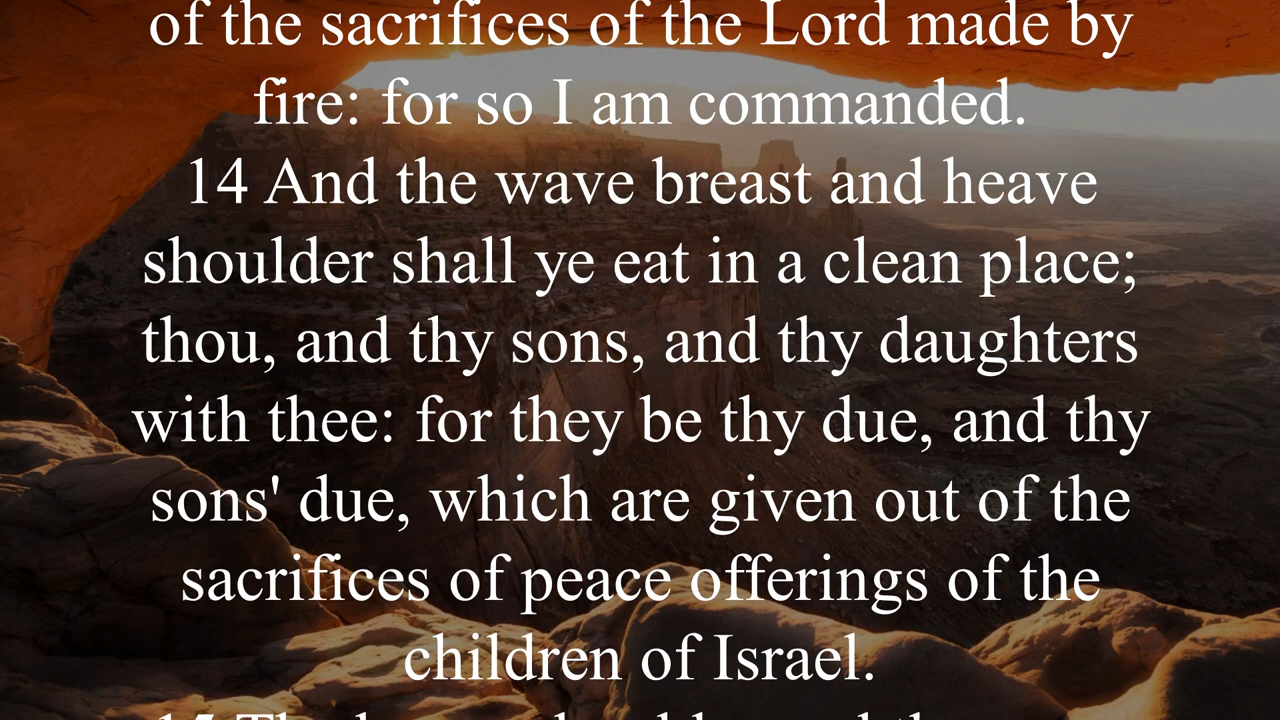 of the sacrifices of the Lord made by
fire: for so I am commanded.
14 And the wave breast and heave
shoulder shall ye eat in a clean place;
thou, and thy sons, and thy daughters
with thee: for they be thy due, and thy
sons' due, which are given out of the
sacrifices of peace offerings of the
children of Israel.